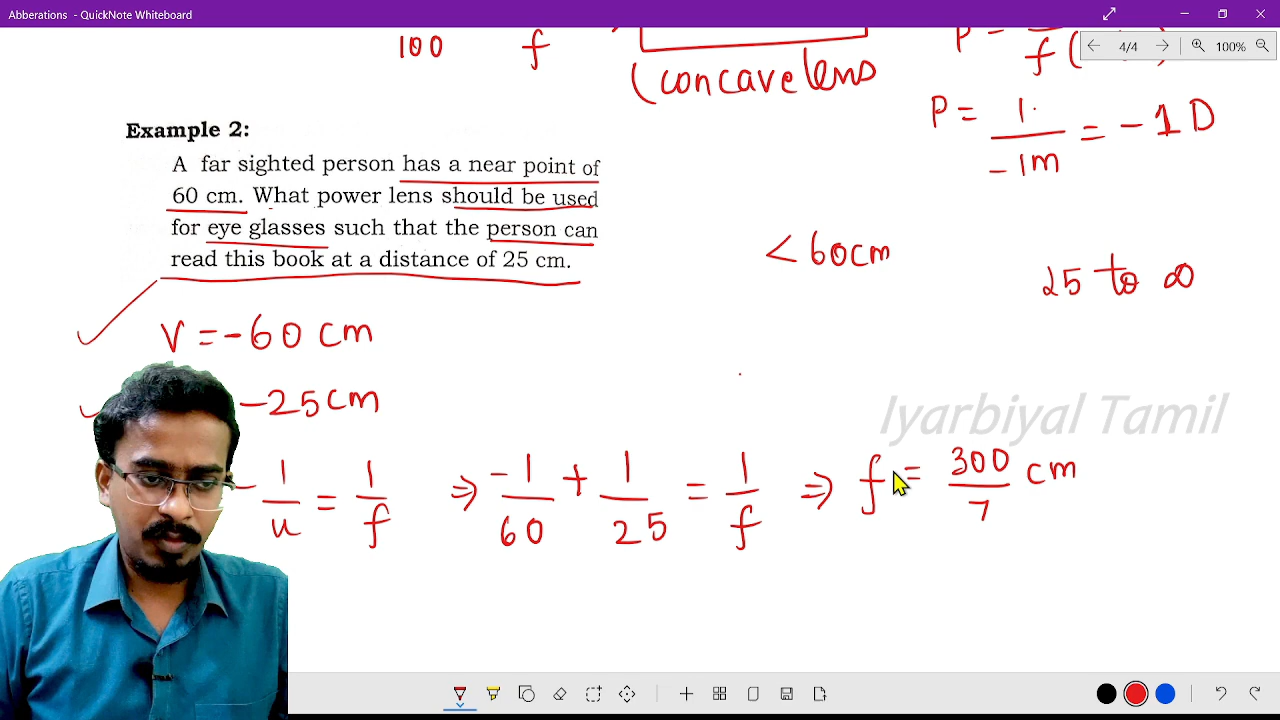 Abberations - QuickNote Whiteboard
4/4
100%
100 f
P =
f (
(concave lens
P = 1/-1m = -1 D
Example 2:
A far sighted person has a near point of
60 cm. What power lens should be used
for eye glasses such that the person can
read this book at a distance of 25 cm.
< 60cm
25 to ∞
V = -60 cm
-25 cm
Iyarbiyal Tamil
- 1/u = 1/f ⇒ -1/60 + 1/25 = 1/f ⇒ f = 300/7 cm